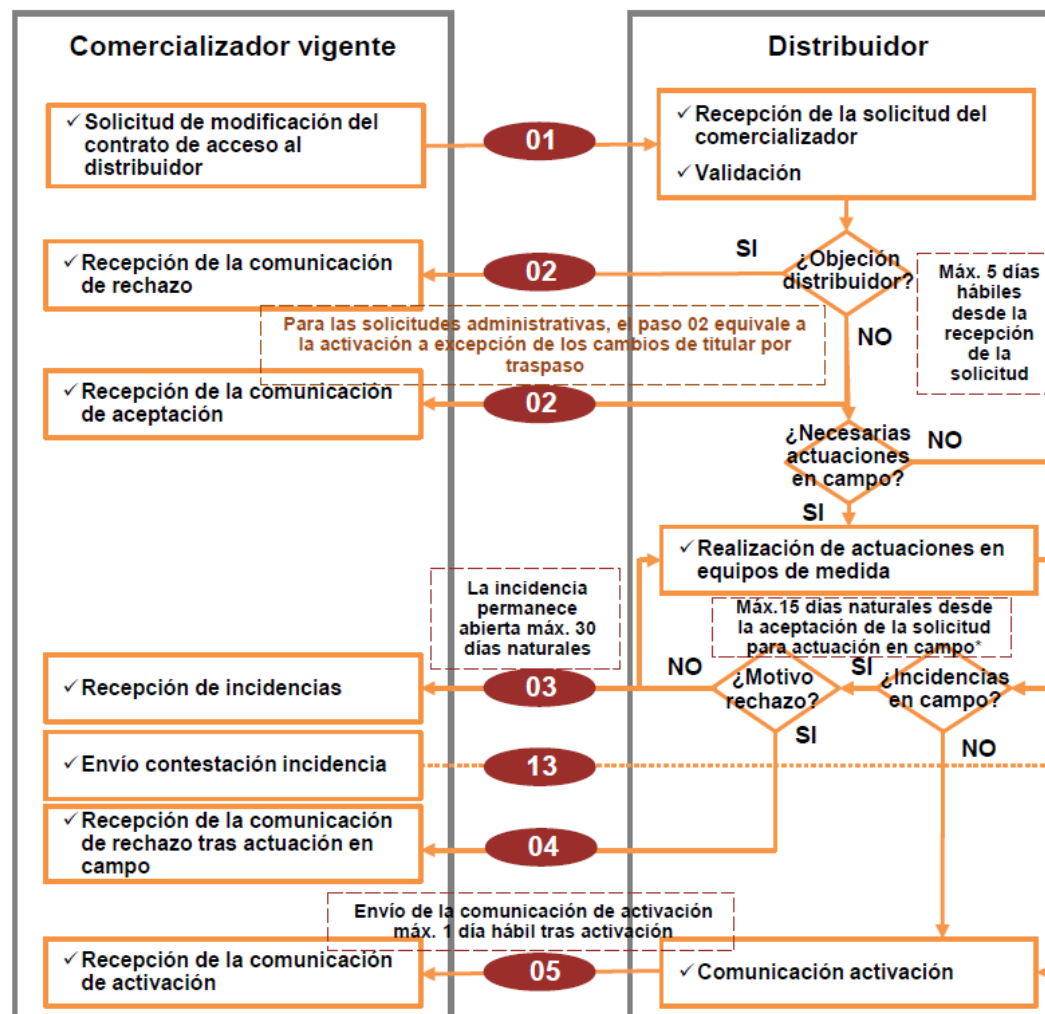 Comercializador vigente
Distribuidor
✓ Solicitud de modificación del
contrato de acceso al
distribuidor
01
✓ Recepción de la solicitud del
comercializador
✓ Validación
SI
¿Objeción
distribuidor?
✓ Recepción de la comunicación
de rechazo
02
Máx. 5 días
hábiles
desde la
recepción
de la
solicitud
NO
Para las solicitudes administrativas, el paso 02 equivale a
la activación a excepción de los cambios de titular por
traspaso
✓ Recepción de la comunicación
de aceptación
02
¿Necesarias
actuaciones
en campo?
NO
SI
✓ Realización de actuaciones en
equipos de medida
La incidencia
permanece
abierta máx. 30
días naturales
Máx.15 días naturales desde
la aceptación de la solicitud
para actuación en campo*
✓ Recepción de incidencias
03
NO
¿Motivo
rechazo?
SI
¿Incidencias
en campo?
SI
NO
✓ Envío contestación incidencia
13
✓ Recepción de la comunicación
de rechazo tras actuación en
campo
04
Envío de la comunicación de activación
máx. 1 día hábil tras activación
✓ Recepción de la comunicación
de activación
05
✓ Comunicación activación